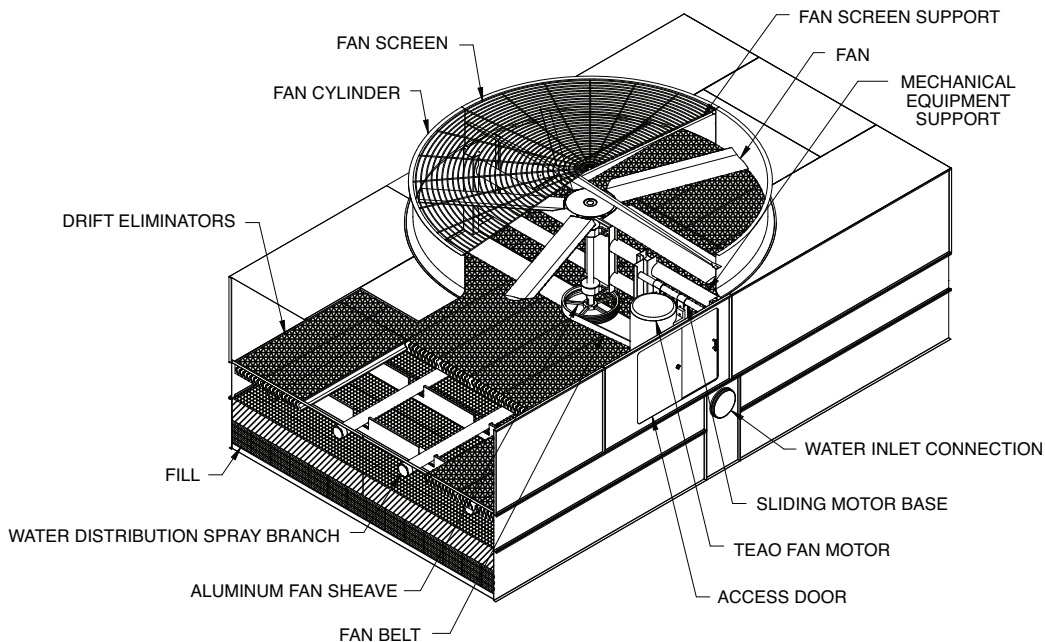 FAN SCREEN SUPPORT
FAN SCREEN
FAN
FAN CYLINDER
MECHANICAL
EQUIPMENT
SUPPORT
DRIFT ELIMINATORS
WATER INLET CONNECTION
FILL
SLIDING MOTOR BASE
WATER DISTRIBUTION SPRAY BRANCH
TEAO FAN MOTOR
ALUMINUM FAN SHEAVE
ACCESS DOOR
FAN BELT